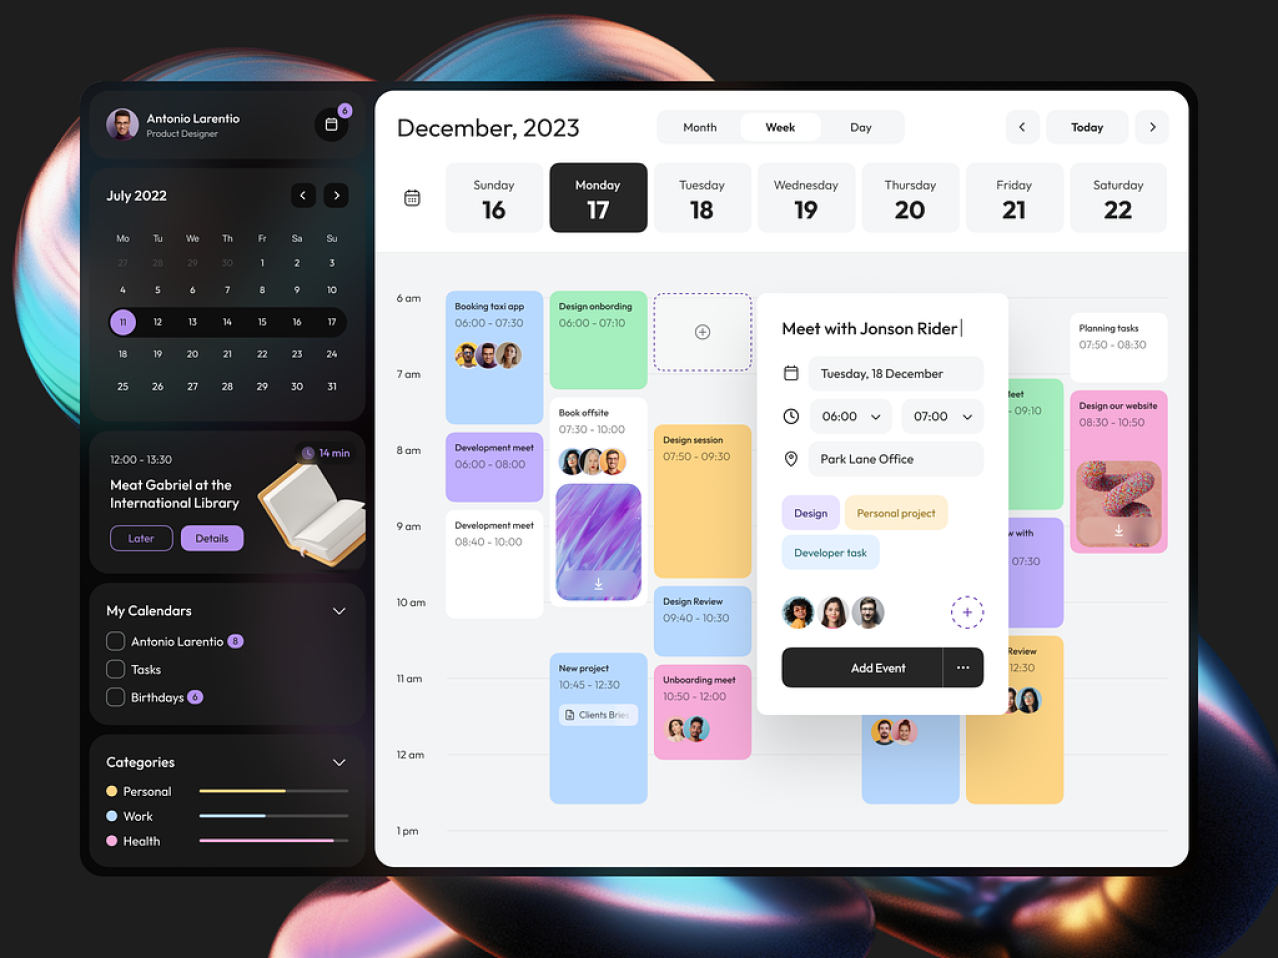 Antonio Larentio
Product Designer
6
July 2022
Mo Tu We Th Fr Sa Su
27 28 29 30 1 2 3
4 5 6 7 8 9 10
11 12 13 14 15 16 17
18 19 20 21 22 23 24
25 26 27 28 29 30 31
12:00 - 13:30
14 min
Meat Gabriel at the
International Library
Later
Details
My Calendars
Antonio Larentio 8
Tasks
Birthdays 6
Categories
Personal
Work
Health
December, 2023
Month
Week
Day
Today
Sunday
16
Monday
17
Tuesday
18
Wednesday
19
Thursday
20
Friday
21
Saturday
22
6 am
7 am
8 am
9 am
10 am
11 am
12 am
1 pm
Booking taxi app
06:00 - 07:30
Development meet
06:00 - 08:00
Development meet
08:40 - 10:00
Design onbording
06:00 - 07:10
Book offsite
07:30 - 10:00
New project
10:45 - 12:30
Clients Bries
Design session
07:50 - 09:30
Design Review
09:40 - 10:30
Unboarding meet
10:50 - 12:00
Meet with Jonson Rider
Tuesday, 18 December
06:00
07:00
Park Lane Office
Design
Personal project
Developer task
Add Event
leet
- 09:10
w with
07:30
Review
12:30
Planning tasks
07:50 - 08:30
Design our website
08:30 - 10:50